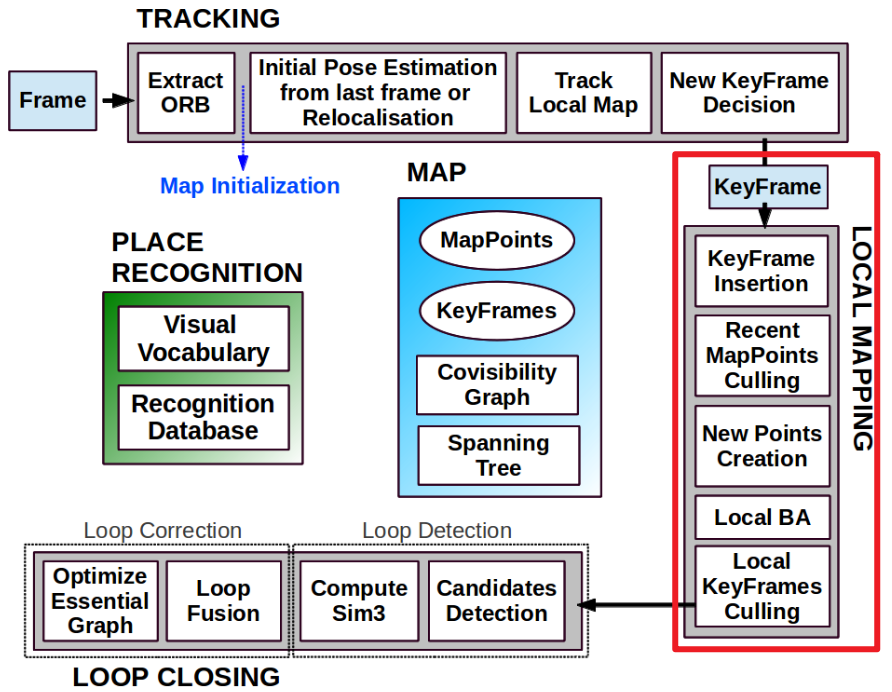 TRACKING
Frame
Extract
ORB
Initial Pose Estimation
from last frame or
Relocalisation
Track
Local Map
New KeyFrame
Decision
Map Initialization
MAP
MapPoints
KeyFrames
Covisibility
Graph
Spanning
Tree
PLACE
RECOGNITION
Visual
Vocabulary
Recognition
Database
KeyFrame
LOCAL MAPPING
KeyFrame
Insertion
Recent
MapPoints
Culling
New Points
Creation
Local BA
Local
KeyFrames
Culling
Loop Correction
Loop Detection
Optimize
Essential
Graph
Loop
Fusion
Compute
Sim3
Candidates
Detection
LOOP CLOSING